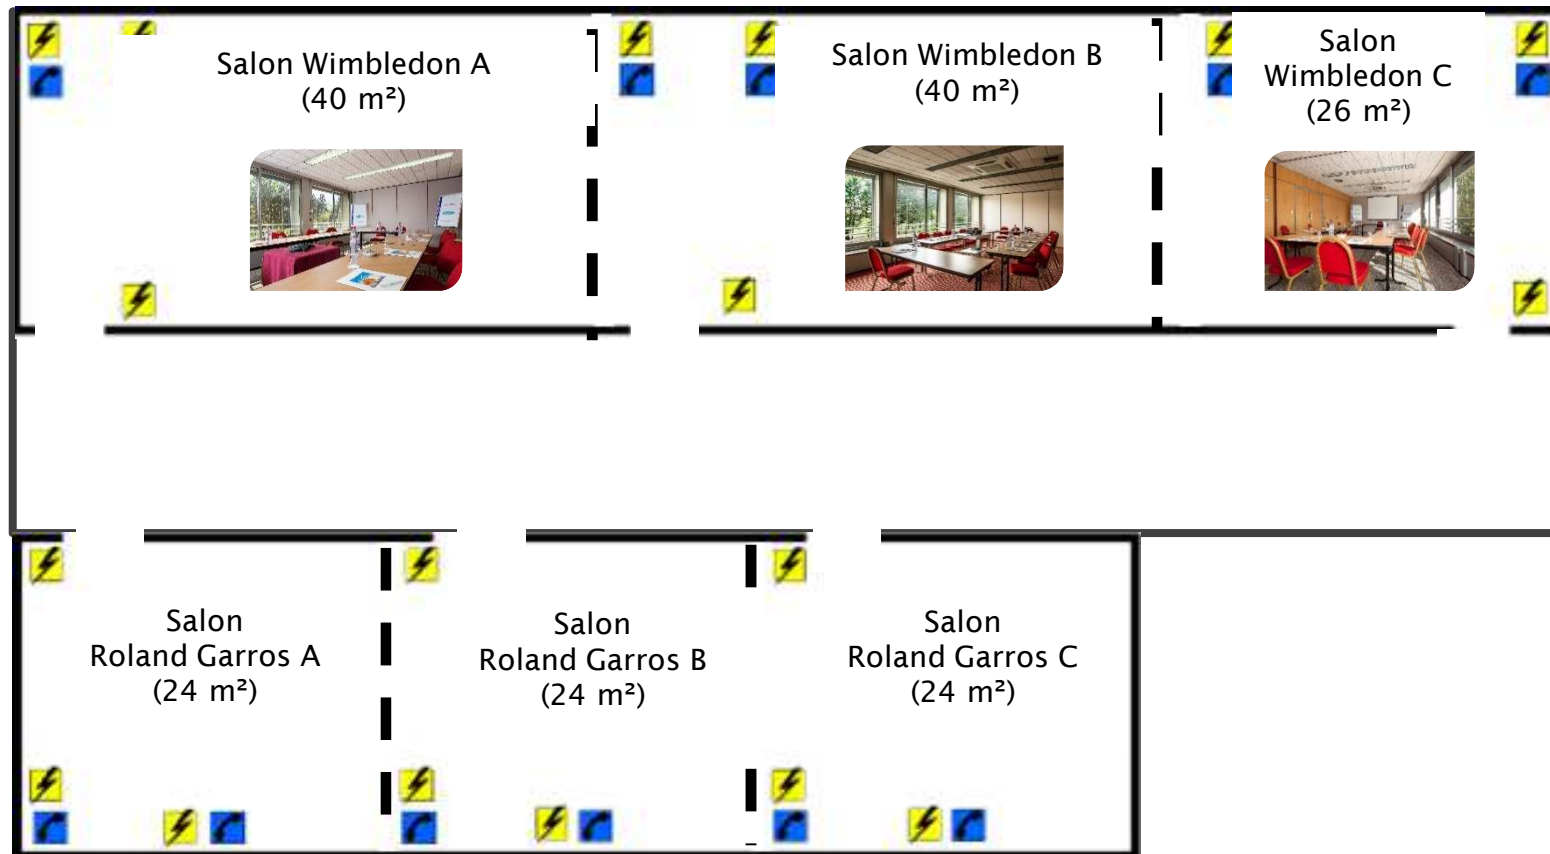 Salon Wimbledon A
(40 m²)
Salon Wimbledon B
(40 m²)
Salon
Wimbledon C
(26 m²)
Salon
Roland Garros A
(24 m²)
Salon
Roland Garros B
(24 m²)
Salon
Roland Garros C
(24 m²)